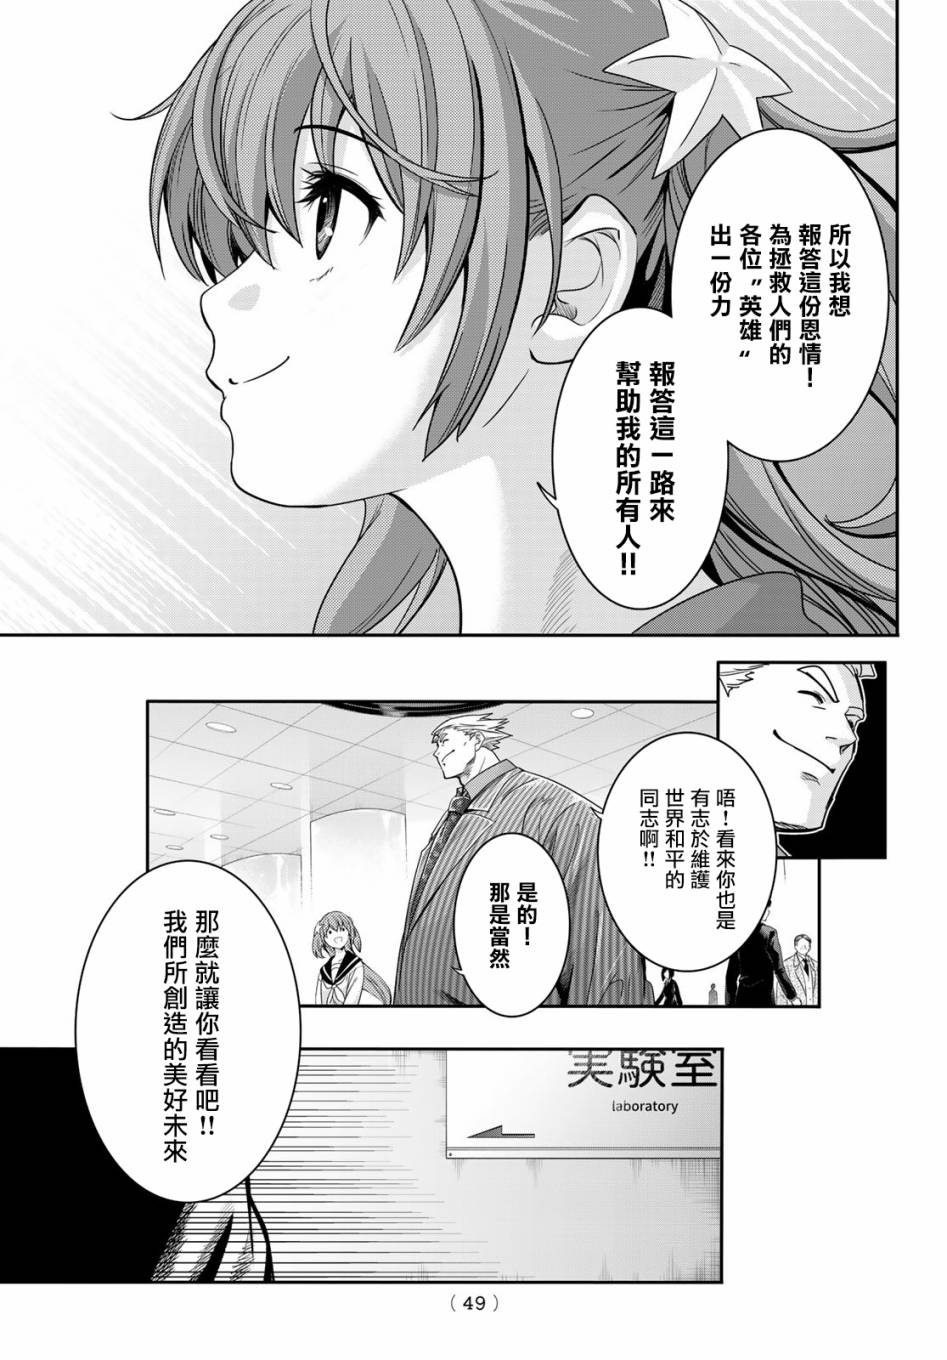 所以我想
報答這份恩情！
為拯救人們的
各位〝英雄〞
出一份力
報答這一路來
幫助我的所有人!!
唔！看來你也是
有志於維護
世界和平的
同志啊!!
是的！
那是當然
那麼就讓你看看吧!!
我們所創造的美好未來
実験室
laboratory
( 49 )